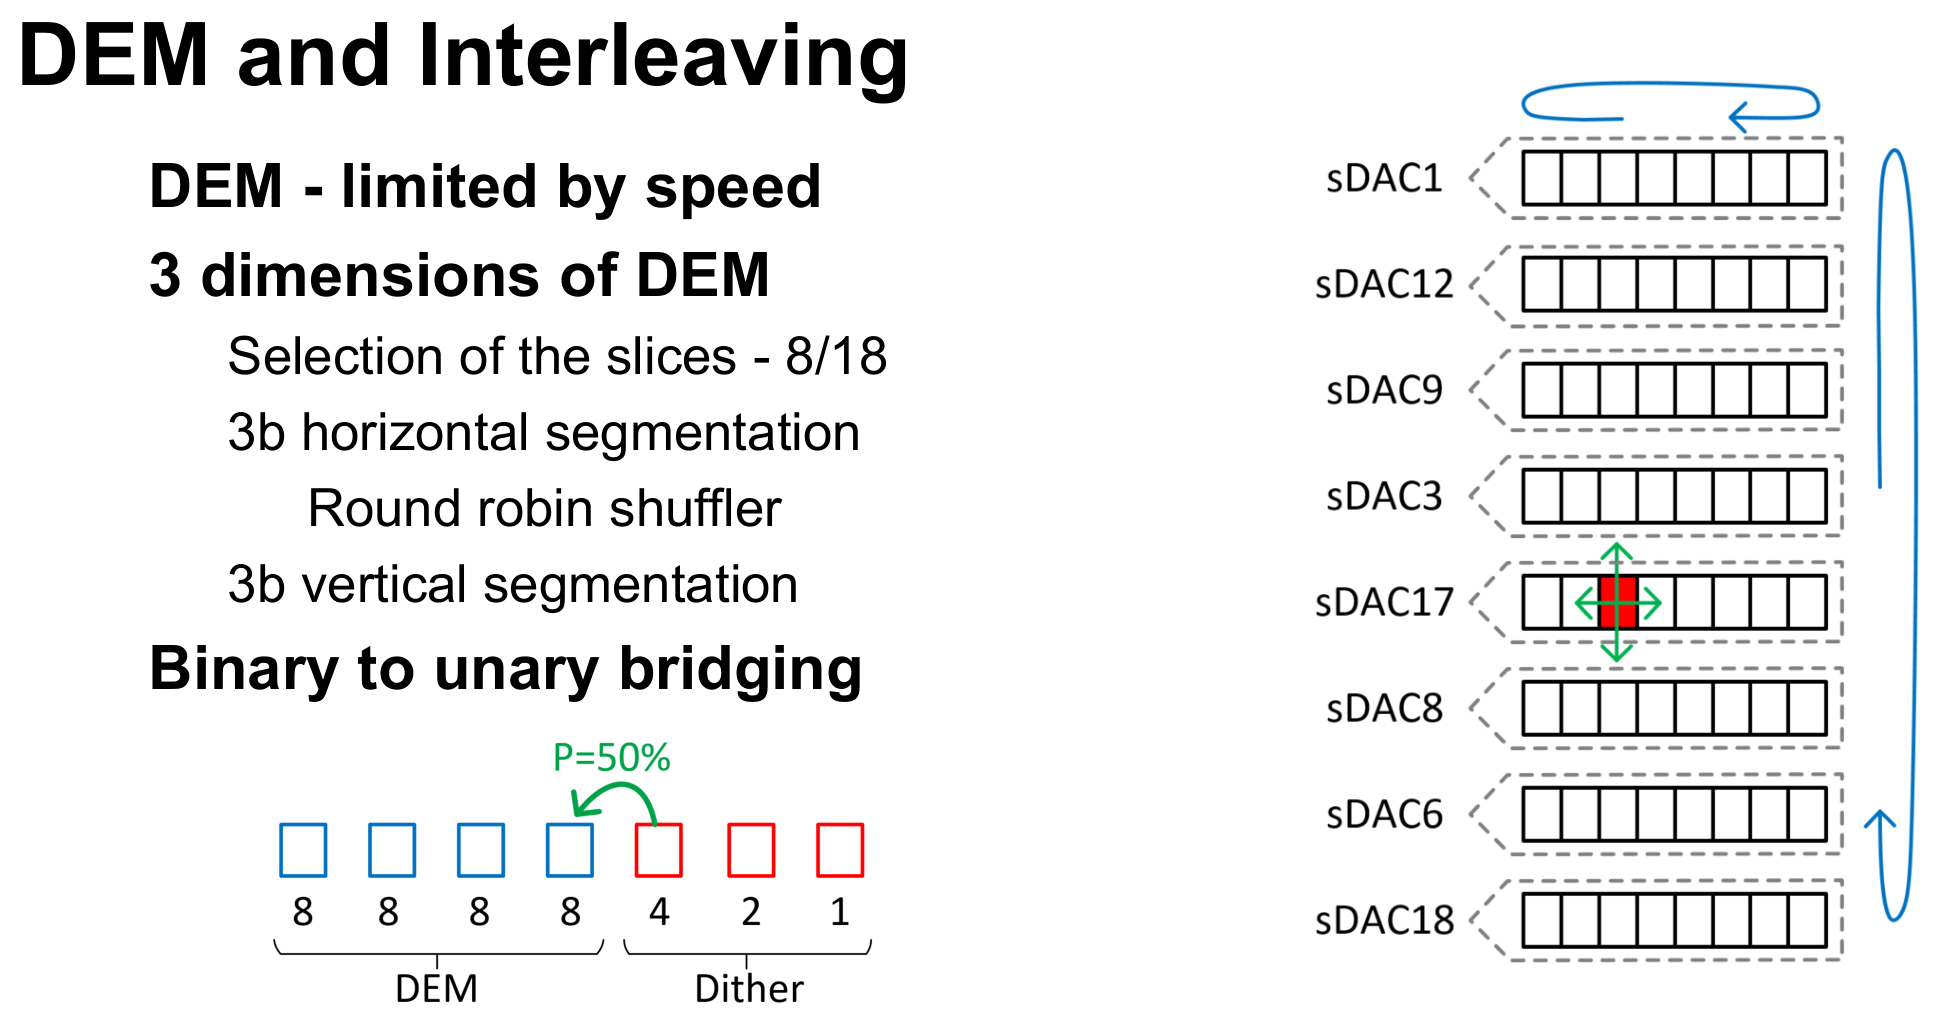 DEM and Interleaving
DEM - limited by speed
3 dimensions of DEM
Selection of the slices - 8/18
3b horizontal segmentation
Round robin shuffler
3b vertical segmentation
Binary to unary bridging
P=50%
8 8 8 8 4 2 1
DEM Dither
sDAC1
sDAC12
sDAC9
sDAC3
sDAC17
sDAC8
sDAC6
sDAC18